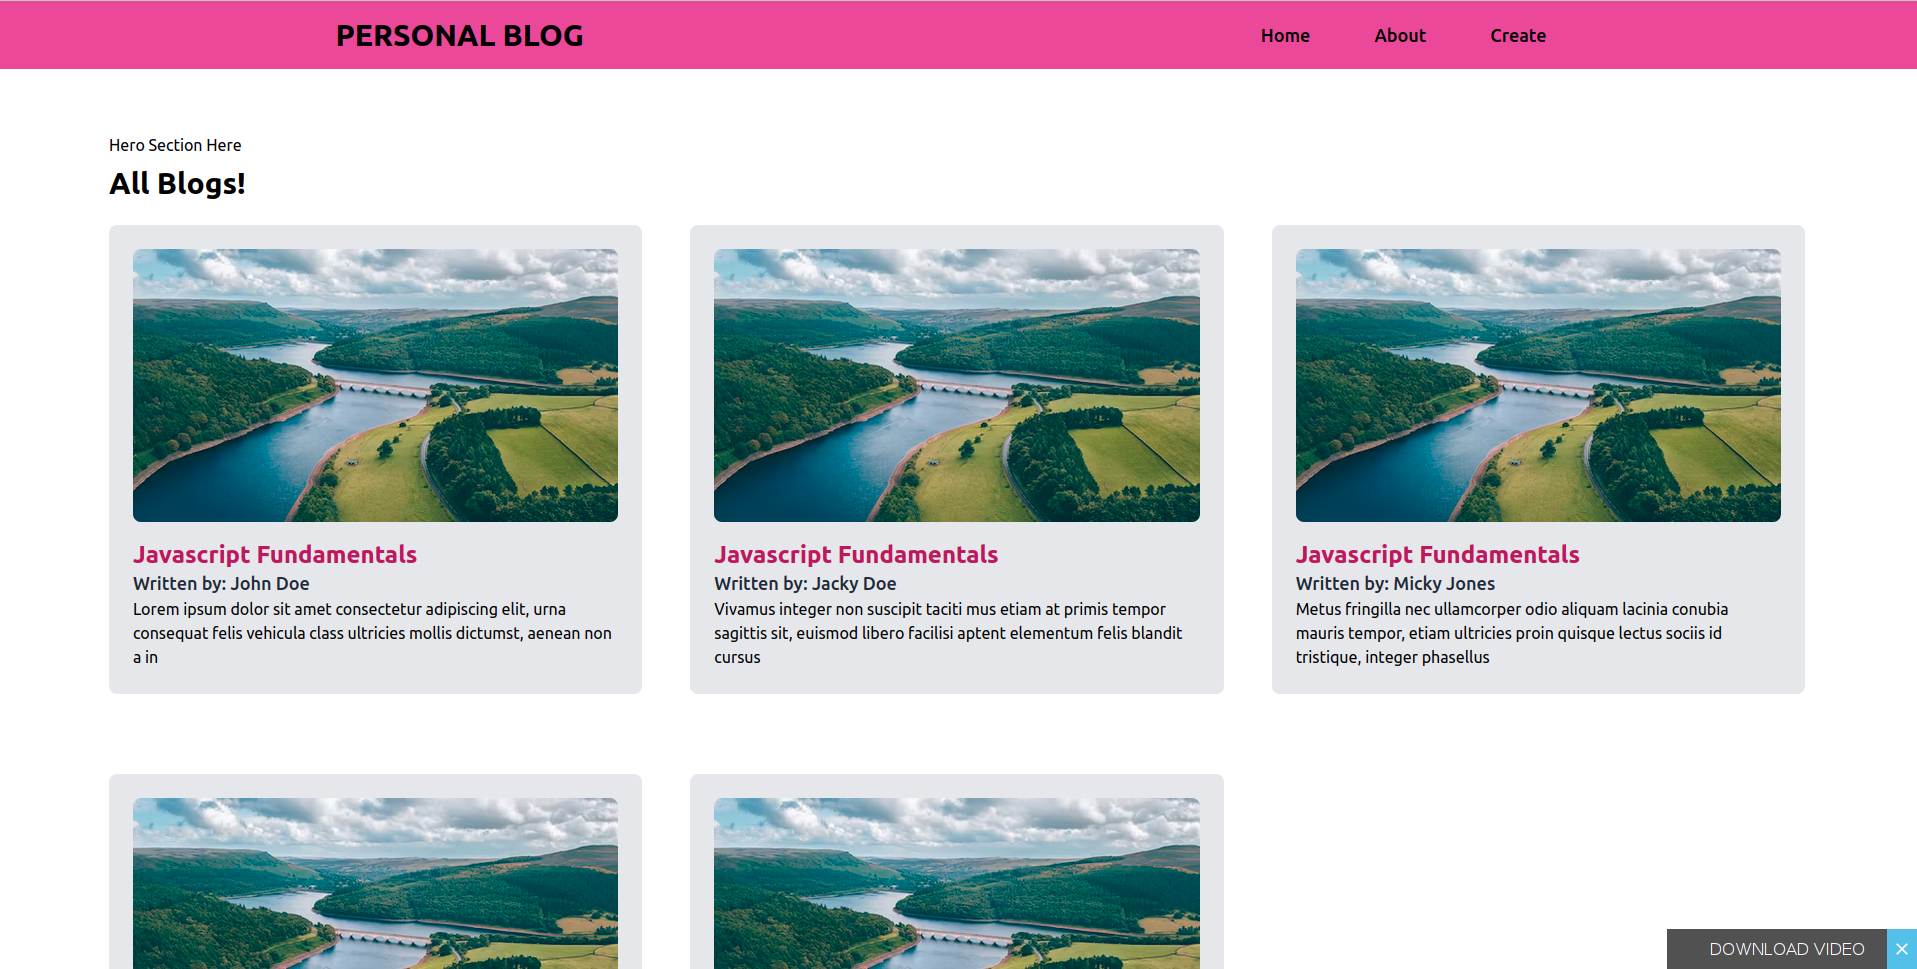 PERSONAL BLOG
Home About Create
Hero Section Here
All Blogs!
Javascript Fundamentals
Written by: John Doe
Lorem ipsum dolor sit amet consectetur adipiscing elit, urna
consequat felis vehicula class ultricies mollis dictumst, aenean non
a in
Javascript Fundamentals
Written by: Jacky Doe
Vivamus integer non suscipit taciti mus etiam at primis tempor
sagittis sit, euismod libero facilisi aptent elementum felis blandit
cursus
Javascript Fundamentals
Written by: Micky Jones
Metus fringilla nec ullamcorper odio aliquam lacinia conubia
mauris tempor, etiam ultricies proin quisque lectus sociis id
tristique, integer phasellus
DOWNLOAD VIDEO